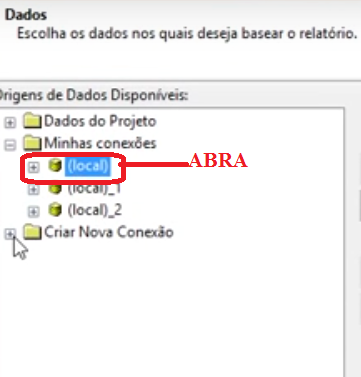 Dados
Escolha os dados nos quais deseja basear o relatório.
Origens de Dados Disponíveis:
Dados do Projeto
Minhas conexões
(local) ABRA
(local)_1
(local)_2
Criar Nova Conexão